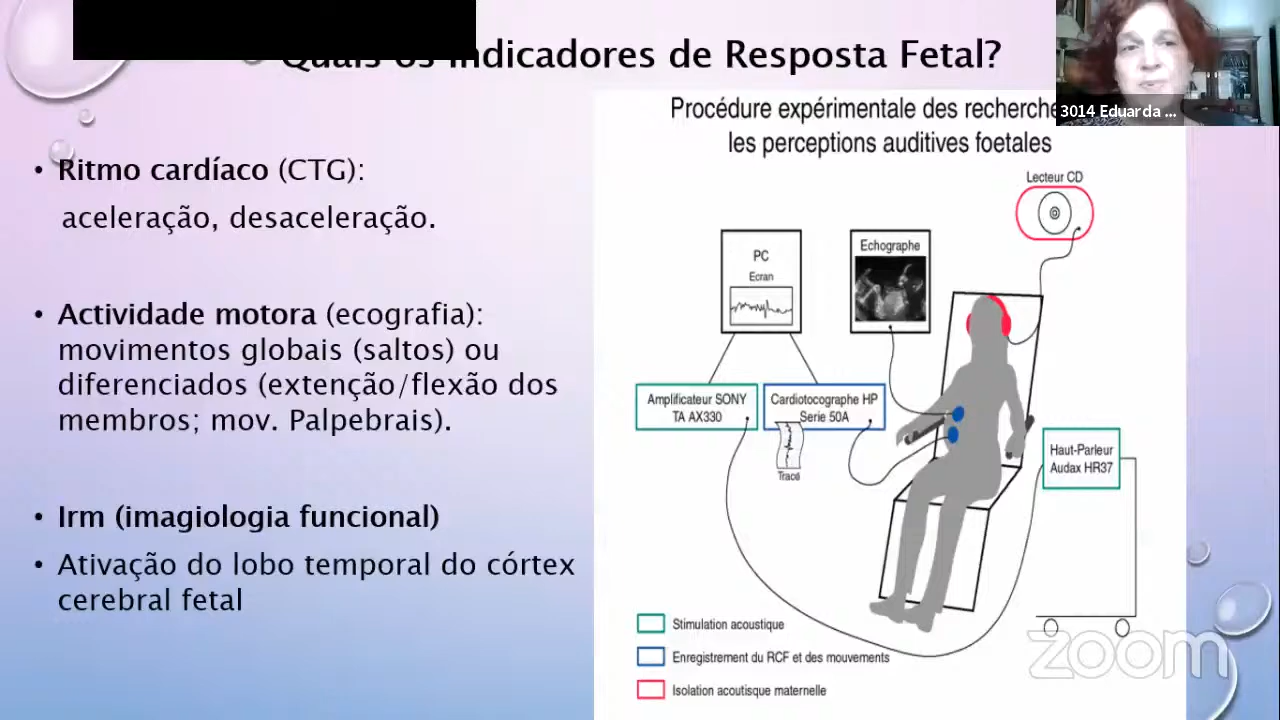 Quais os Indicadores de Resposta Fetal?
3014 Eduarda ...
• Ritmo cardíaco (CTG):
aceleração, desaceleração.
• Actividade motora (ecografia):
movimentos globais (saltos) ou
diferenciados (extenção/flexão dos
membros; mov. Palpebrais).
• Irm (imagiologia funcional)
• Ativação do lobo temporal do córtex
cerebral fetal
Procédure expérimentale des
les perceptions auditives foetales
Lecteur CD
PC
Ecran
Echographe
Amplificateur SONY
TA AX330
Cardiotocographe HP
Serie 50A
Tracé
Haut-Parleur
Audax HR37
Stimulation acoustique
Enregistrement du RCF et des mouvements
Isolation acoutisque maternelle
zoom